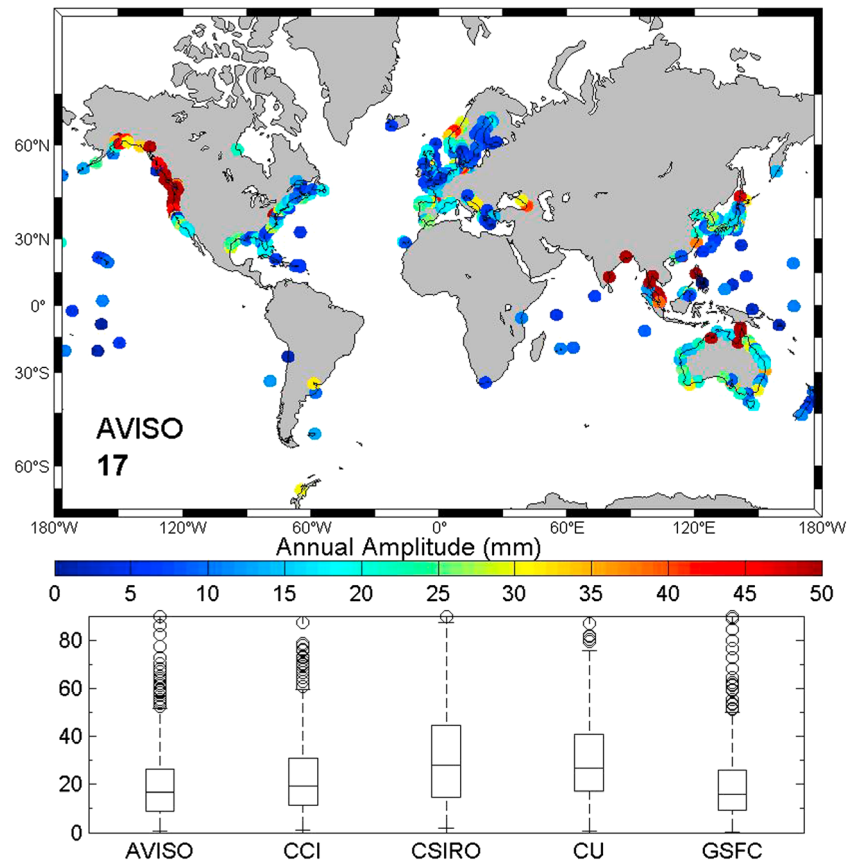 60°N
30°N
0°
30°S
60°S
AVISO
17
180°W 120°W 60°W 0° 60°E 120°E 180°W
Annual Amplitude (mm)
0 5 10 15 20 25 30 35 40 45 50
80
60
40
20
0
AVISO CCI CSIRO CU GSFC